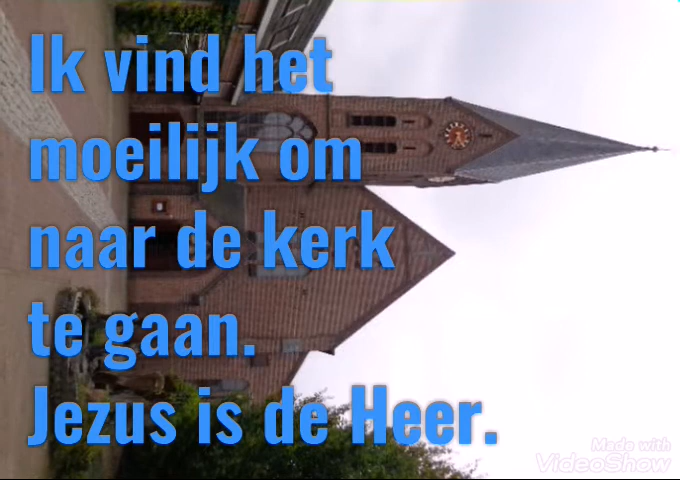 Ik vind het
moeilijk om
naar de kerk
te gaan.
Jezus is de Heer.
Made with
VideoShow